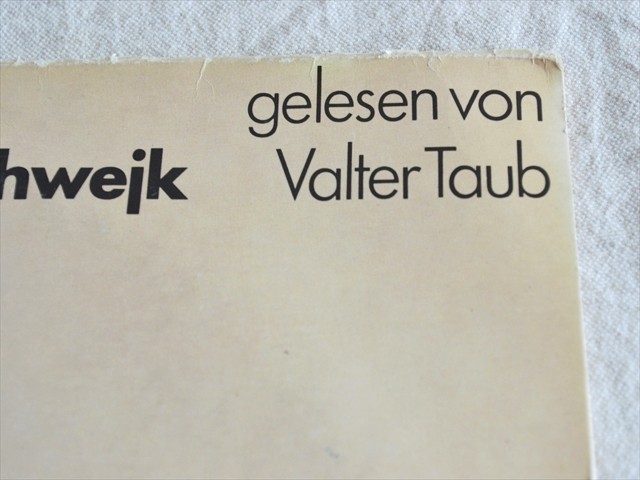 gelesen von
hwejk Valter Taub